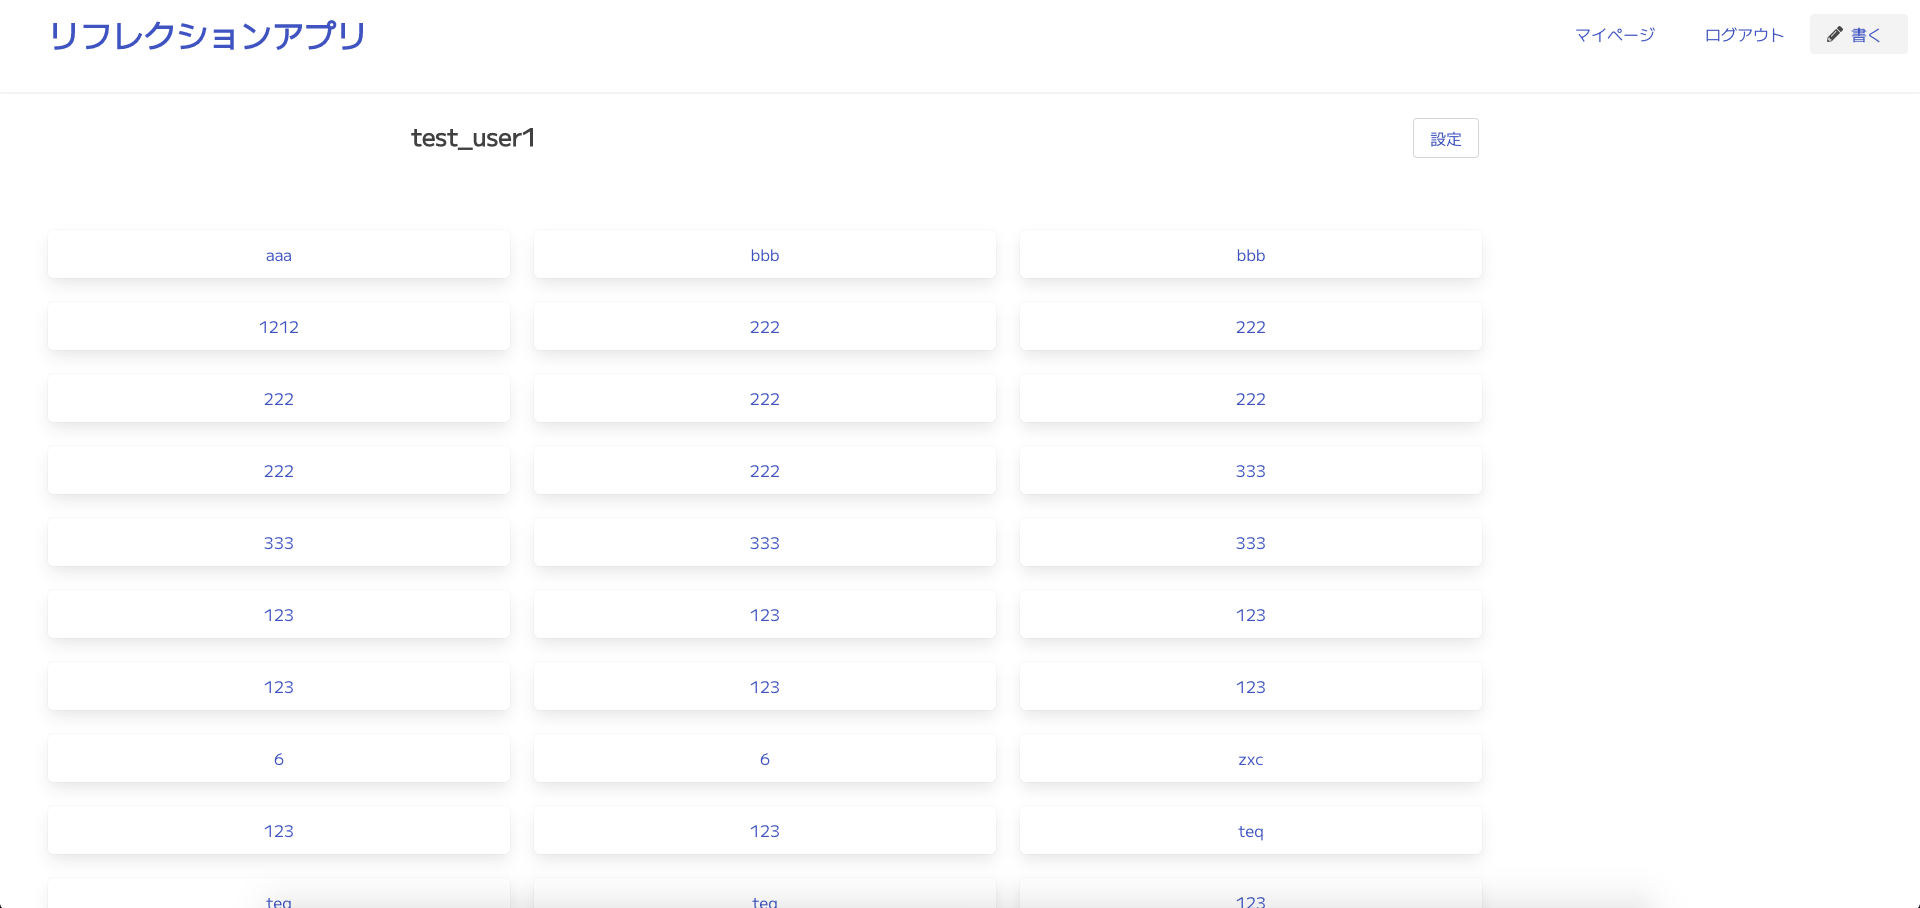 リフレクションアプリ
マイページ ログアウト 書く
test_user1 設定
aaa bbb bbb
1212 222 222
222 222 222
222 222 333
333 333 333
123 123 123
123 123 123
6 6 zxc
123 123 teq
teq teq 123